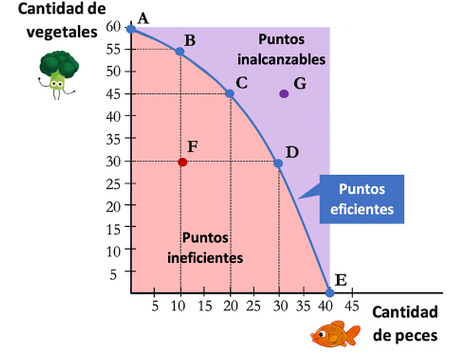 Cantidad de
vegetales
60
55
50
45
40
35
30
25
20
15
10
5
A
B
C
D
E
F
G
Puntos
inalcanzables
Puntos
eficientes
Puntos
ineficientes
5 10 15 20 25 30 35 40 45
Cantidad
de peces